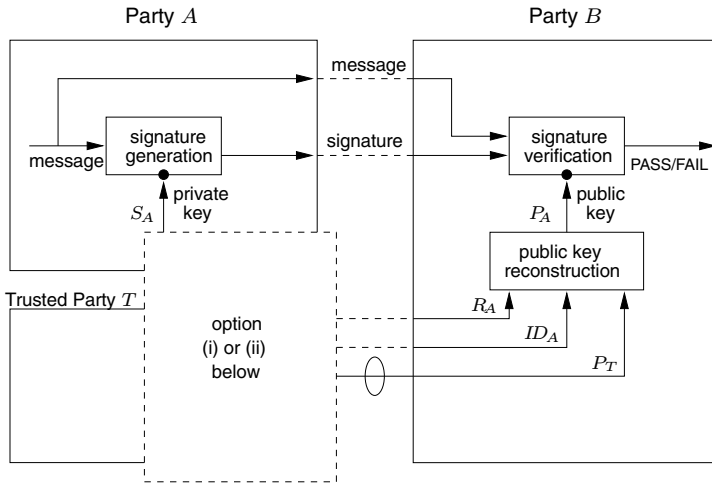 Party A
Party B
message
signature
generation
message
signature
signature
verification
PASS/FAIL
private
key
S_A
public
key
P_A
public key
reconstruction
Trusted Party T
option
(i) or (ii)
below
R_A
ID_A
P_T